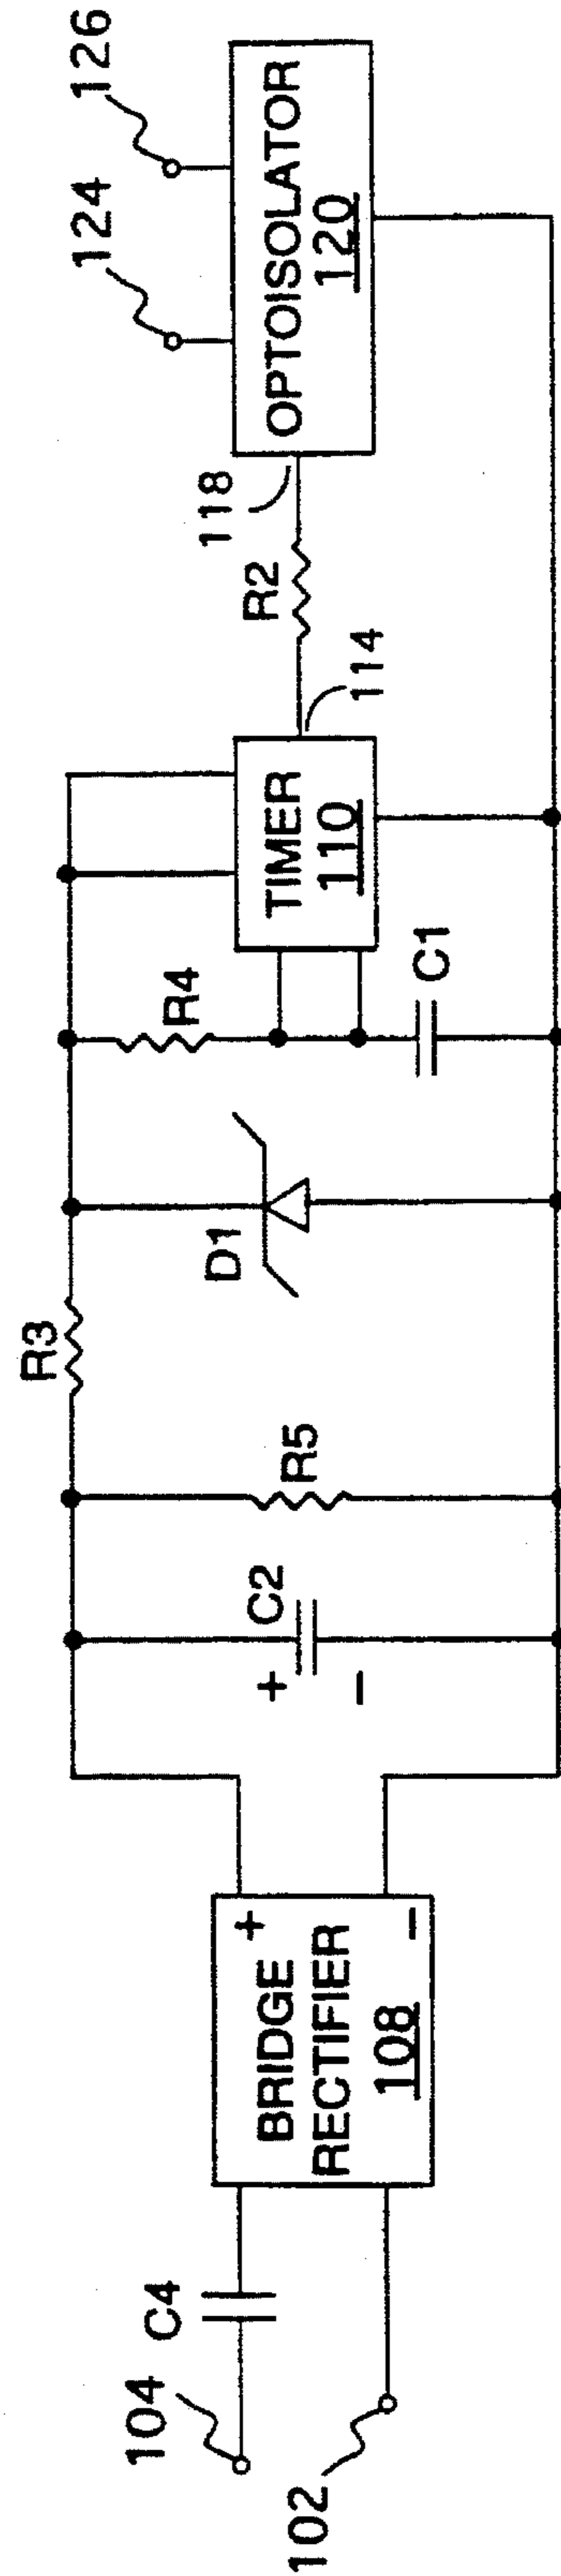 104
C4
102
BRIDGE
RECTIFIER
108
+
−
C2
+
−
R5
R3
D1
R4
C1
TIMER
110
114
R2
118
OPTOISOLATOR
120
124
126